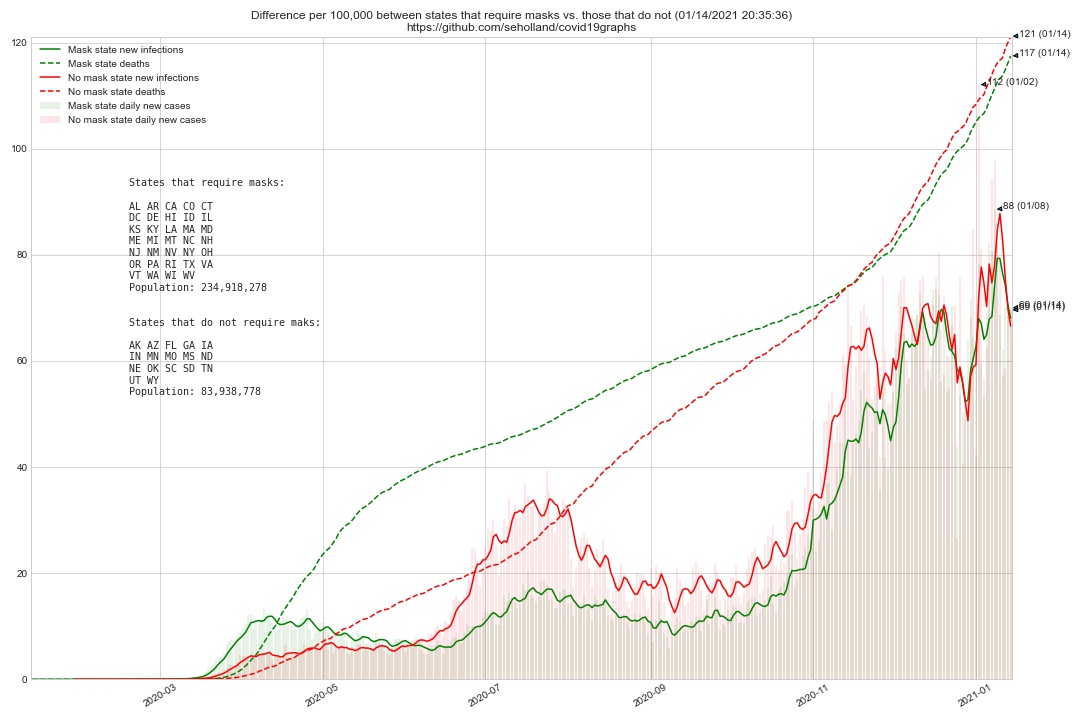 Difference per 100,000 between states that require masks vs. those that do not (01/14/2021 20:35:36)
https://github.com/seholland/covid19graphs
Mask state new infections
Mask state deaths
No mask state new infections
No mask state deaths
Mask state daily new cases
No mask state daily new cases
States that require masks:
AL AR CA CO CT
DC DE HI ID IL
KS KY LA MA MD
ME MI MT NC NH
NJ NM NV NY OH
OR PA RI TX VA
VT WA WI WV
Population: 234,918,278
States that do not require maks:
AK AZ FL GA IA
IN MN MO MS ND
NE OK SC SD TN
UT WY
Population: 83,938,778
121 (01/14)
117 (01/14)
112 (01/02)
88 (01/08)
69 (01/14)
120
100
80
60
40
20
0
2020-03
2020-05
2020-07
2020-09
2020-11
2021-01